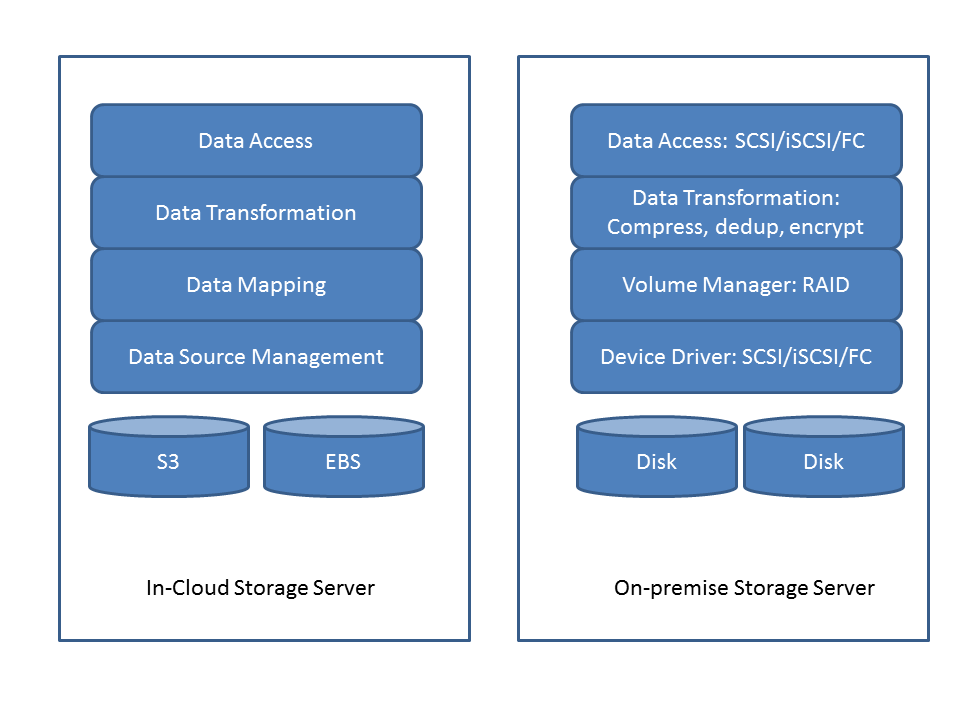 Data Access
Data Transformation
Data Mapping
Data Source Management
S3
EBS
In-Cloud Storage Server
Data Access: SCSI/iSCSI/FC
Data Transformation:
Compress, dedup, encrypt
Volume Manager: RAID
Device Driver: SCSI/iSCSI/FC
Disk
Disk
On-premise Storage Server